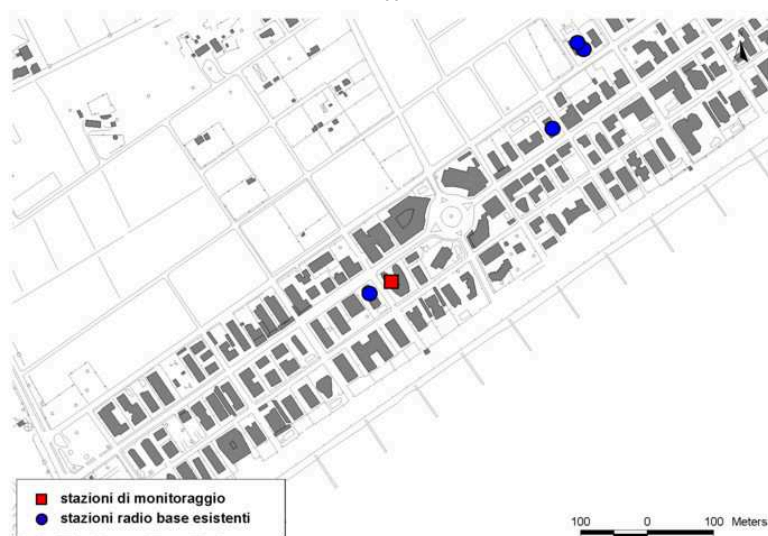 stazioni di monitoraggio
stazioni radio base esistenti
100 0 100 Meters